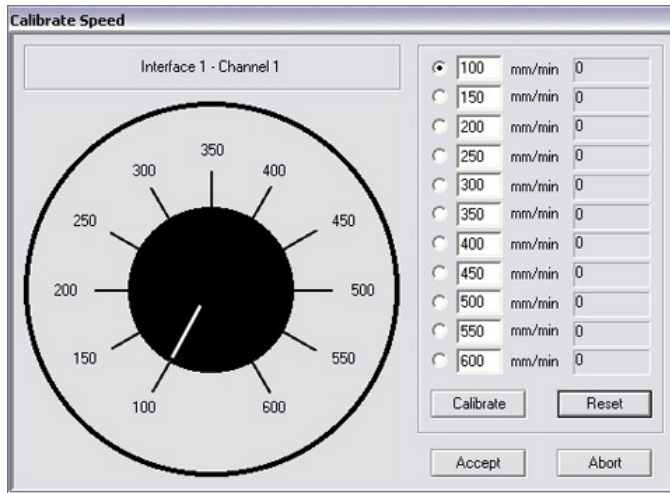 Calibrate Speed
Interface 1 - Channel 1
350
300
400
250
450
200
500
150
550
100
600
100 mm/min 0
150 mm/min 0
200 mm/min 0
250 mm/min 0
300 mm/min 0
350 mm/min 0
400 mm/min 0
450 mm/min 0
500 mm/min 0
550 mm/min 0
600 mm/min 0
Calibrate Reset
Accept Abort